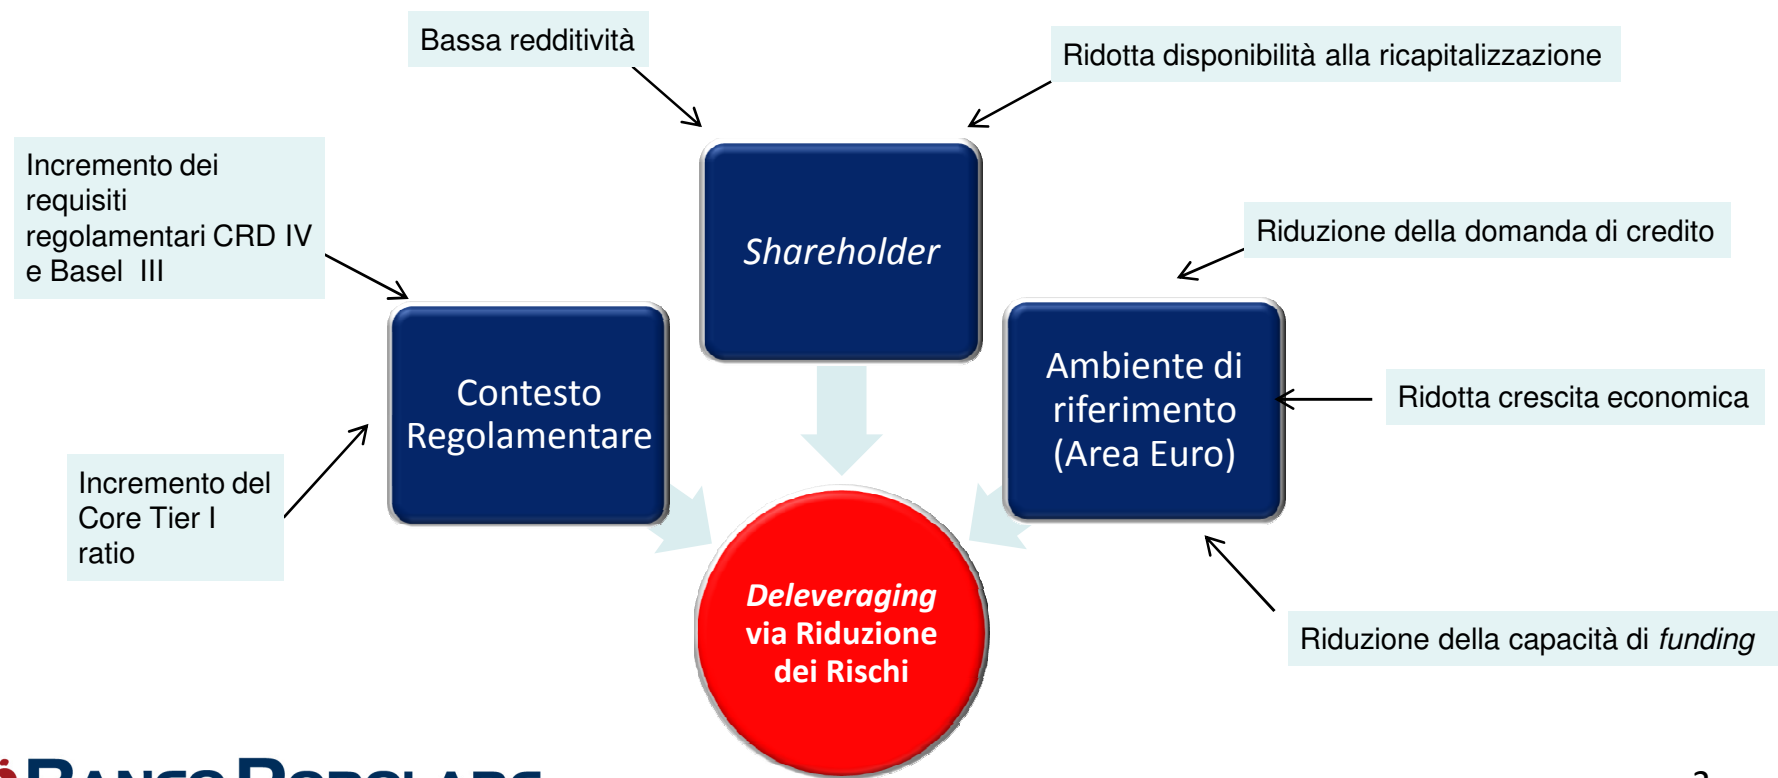 Bassa redditività
Ridotta disponibilità alla ricapitalizzazione
Incremento dei
requisiti
regolamentari CRD IV
e Basel III
Shareholder
Riduzione della domanda di credito
Contesto
Regolamentare
Ambiente di
riferimento
(Area Euro)
Ridotta crescita economica
Incremento del
Core Tier I
ratio
Deleveraging
via Riduzione
dei Rischi
Riduzione della capacità di funding
BANCO POPOLARE